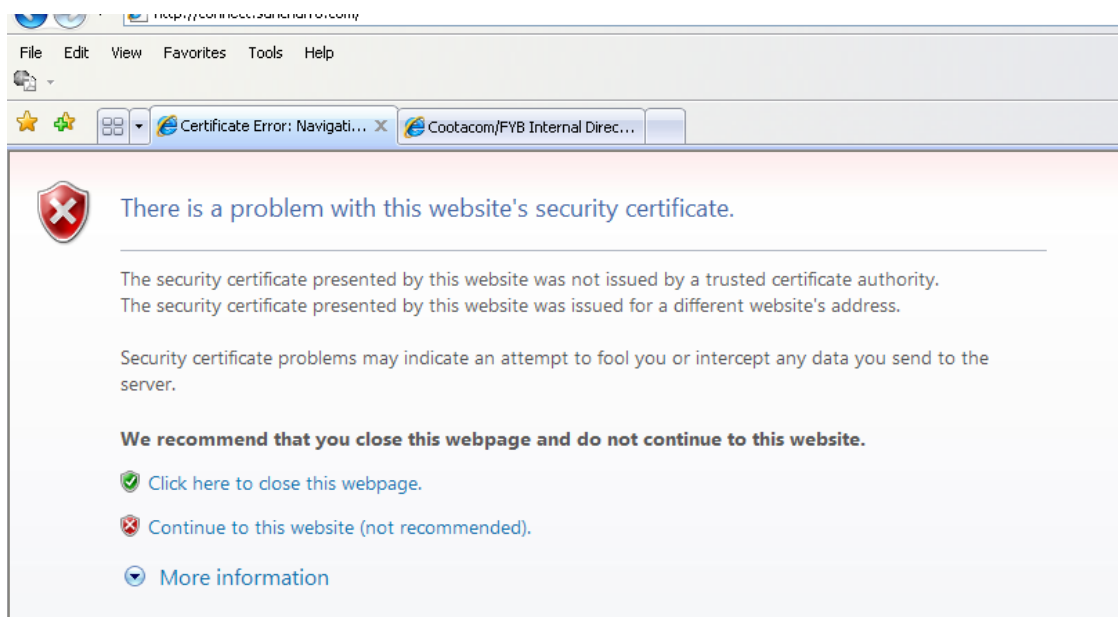 File Edit View Favorites Tools Help
Certificate Error: Navigati... Cootacom/FYB Internal Direc...
There is a problem with this website's security certificate.
The security certificate presented by this website was not issued by a trusted certificate authority.
The security certificate presented by this website was issued for a different website's address.
Security certificate problems may indicate an attempt to fool you or intercept any data you send to the
server.
We recommend that you close this webpage and do not continue to this website.
Click here to close this webpage.
Continue to this website (not recommended).
More information